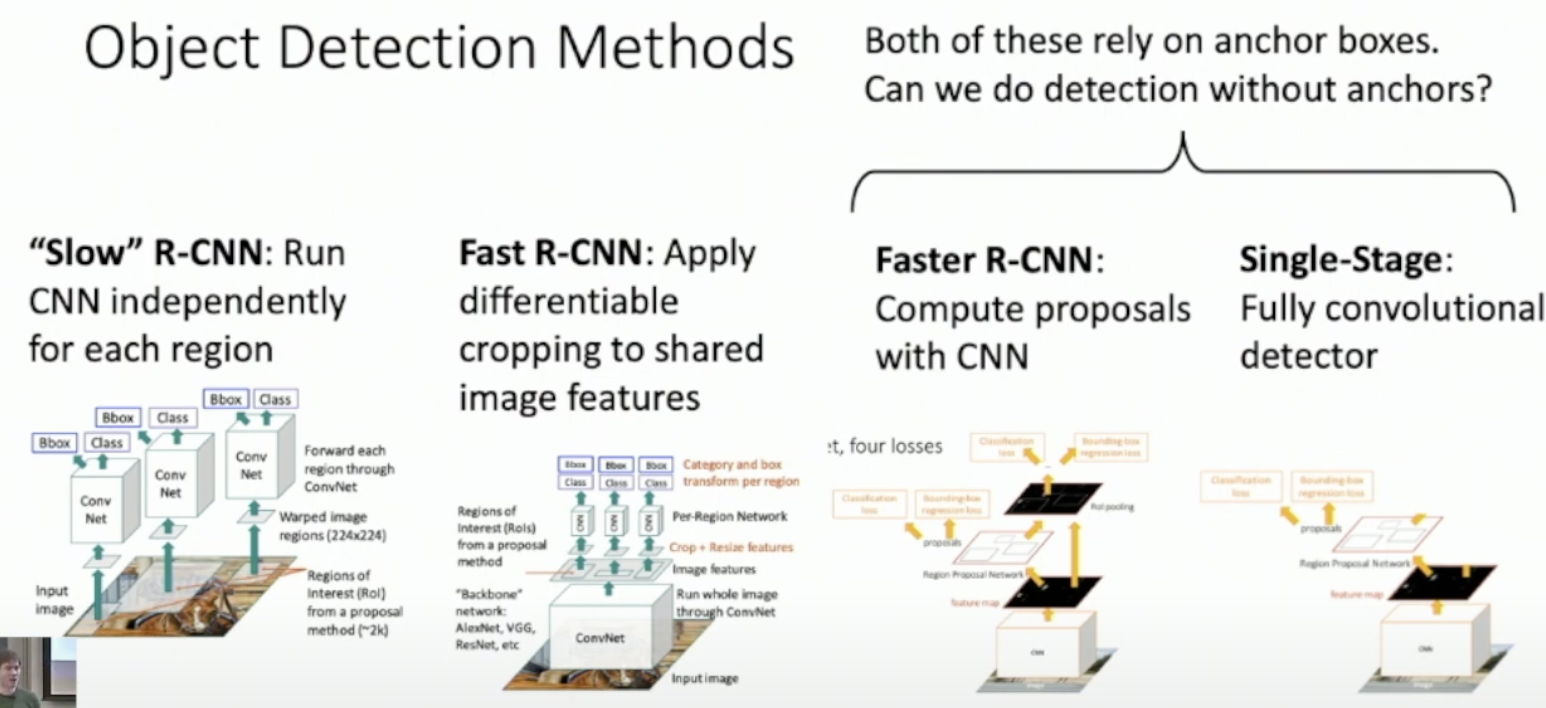 Object Detection Methods
Both of these rely on anchor boxes.
Can we do detection without anchors?
“Slow” R-CNN: Run
CNN independently
for each region
Bbox Class
Bbox Class
Bbox Class
Conv
Net
Conv
Net
Conv
Net
Forward each
region through
ConvNet
Warped image
regions (224x224)
Input
image
Regions of
Interest (RoI)
from a proposal
method (~2k)
Fast R-CNN: Apply
differentiable
cropping to shared
image features
Bbox Bbox Bbox
Class Class Class
Category and box
transform per region
CNN CNN CNN
Per-Region Network
Regions of
Interest (RoIs)
from a proposal
method
Crop + Resize features
Image features
"Backbone"
network:
AlexNet, VGG,
ResNet, etc
Run whole image
through ConvNet
ConvNet
Input image
Faster R-CNN:
Compute proposals
with CNN
et, four losses
Classification
loss
Bounding-box
regression loss
Classification
loss
Bounding-box
regression loss
RoI pooling
proposals
Region Proposal Network
feature map
CNN
image
Single-Stage:
Fully convolutional
detector
Classification
loss
Bounding-box
regression loss
proposals
Region Proposal Network
feature map
CNN
image